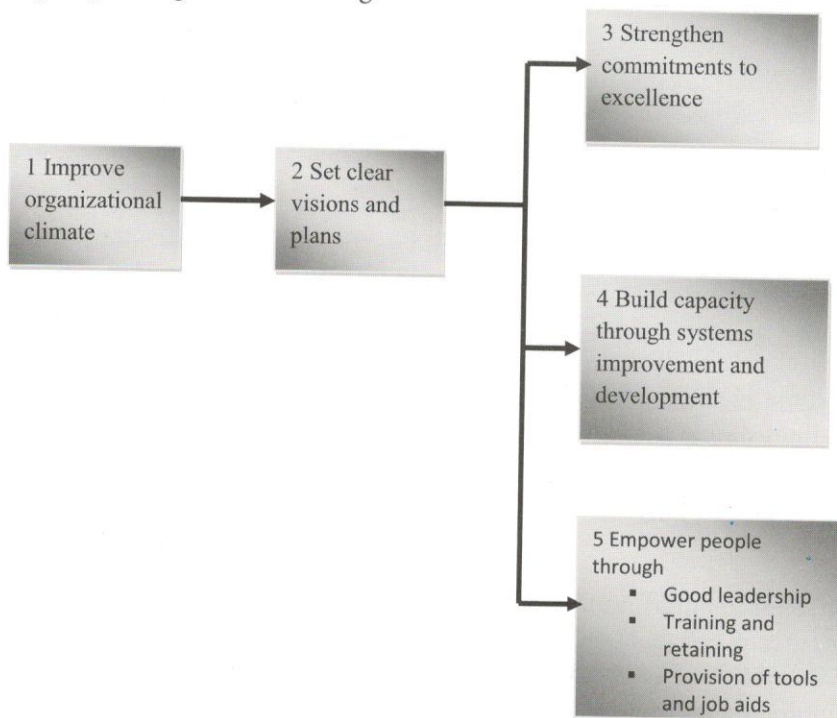 1 Improve
organizational
climate
2 Set clear
visions and
plans
3 Strengthen
commitments to
excellence
4 Build capacity
through systems
improvement and
development
5 Empower people
through
▪ Good leadership
▪ Training and
retaining
▪ Provision of tools
and job aids